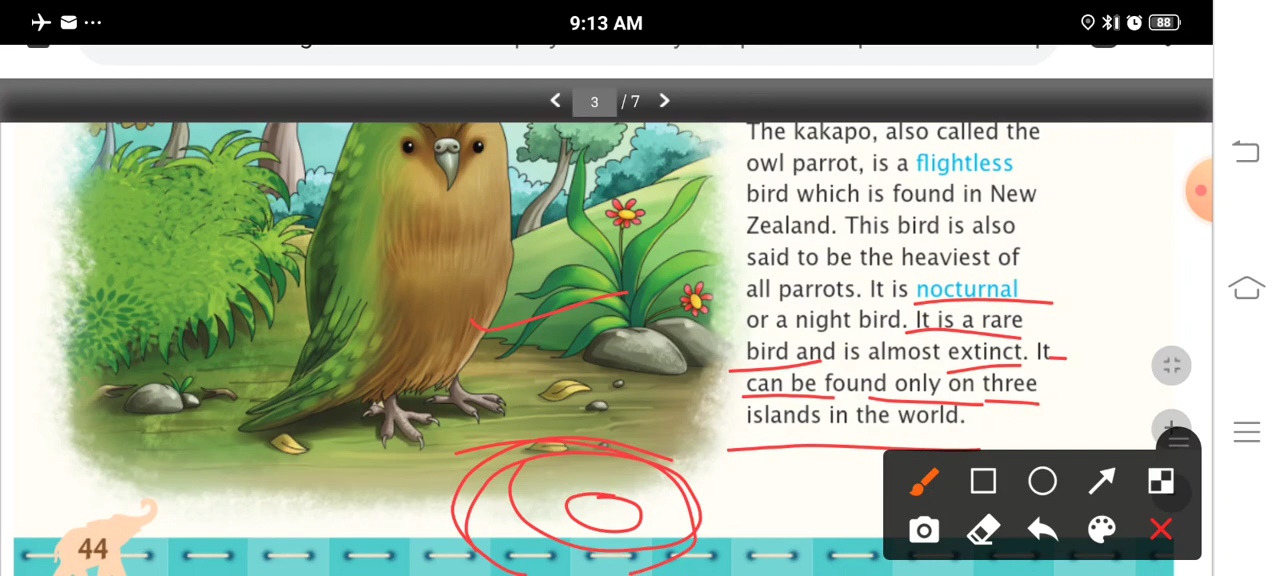 9:13 AM
88
3 / 7
The kakapo, also called the
owl parrot, is a flightless
bird which is found in New
Zealand. This bird is also
said to be the heaviest of
all parrots. It is nocturnal
or a night bird. It is a rare
bird and is almost extinct. It
can be found only on three
islands in the world.
44